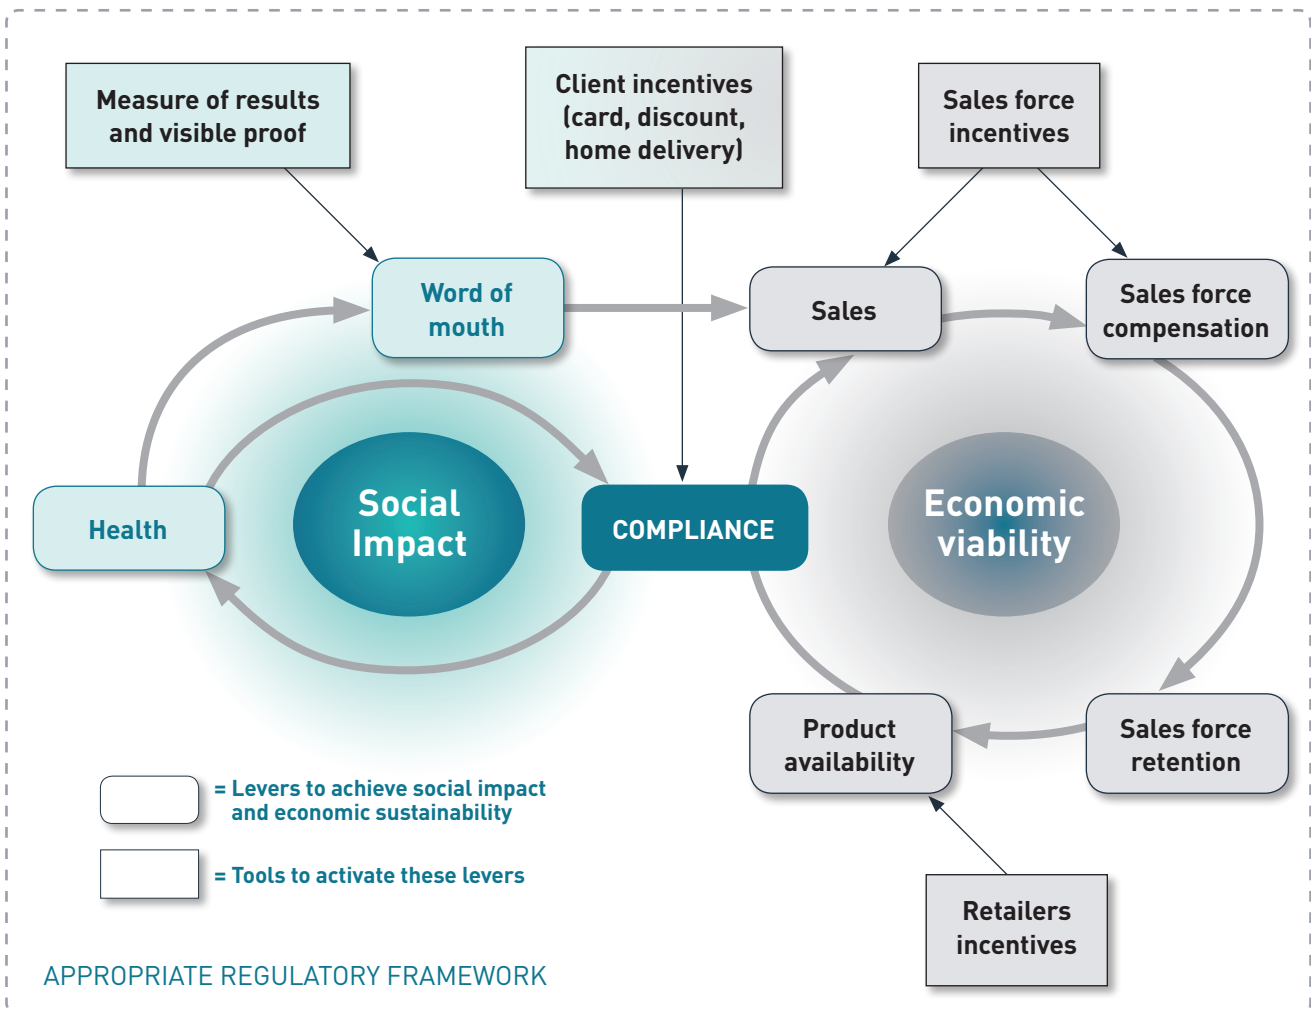 Measure of results
and visible proof
Client incentives
(card, discount,
home delivery)
Sales force
incentives
Word of
mouth
Sales
Sales force
compensation
Health
Social
Impact
COMPLIANCE
Economic
viability
Product
availability
Sales force
retention
= Levers to achieve social impact
and economic sustainability
= Tools to activate these levers
Retailers
incentives
APPROPRIATE REGULATORY FRAMEWORK